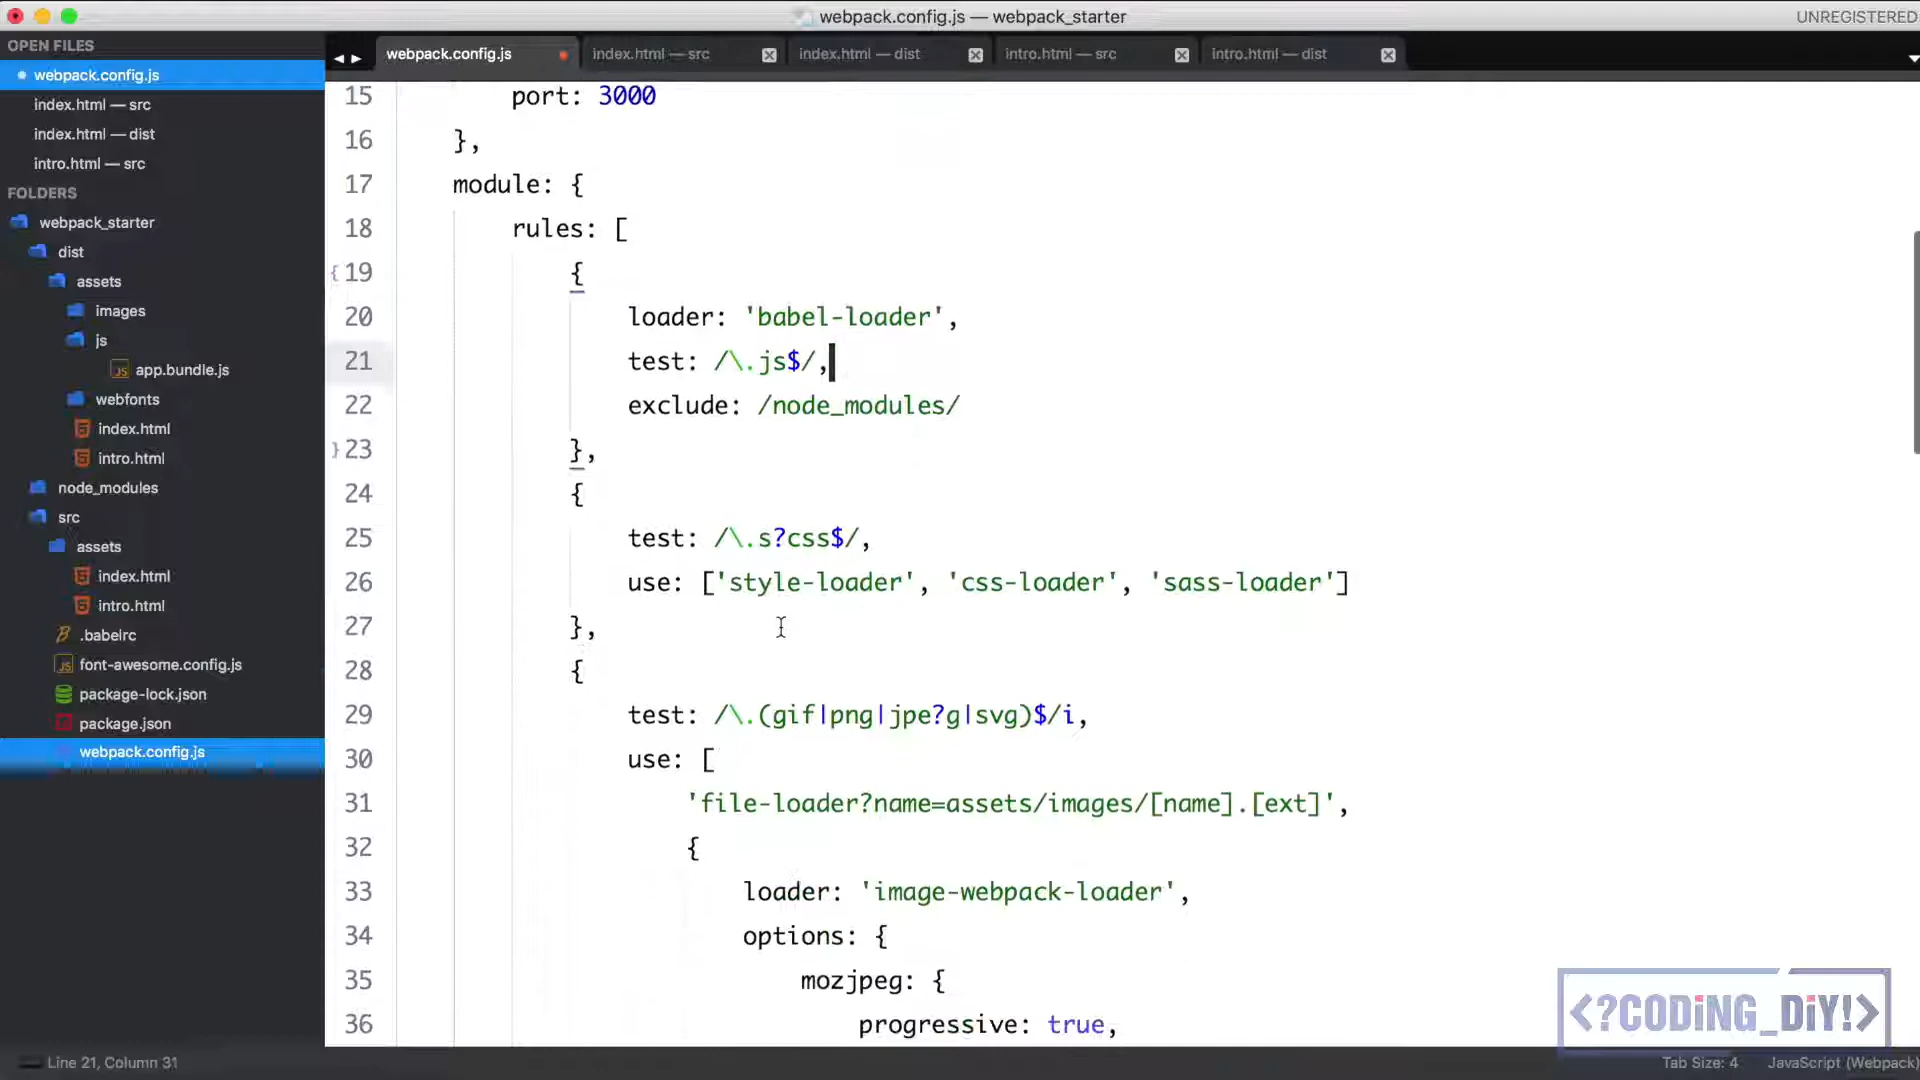 webpack.config.js — webpack_starter
UNREGISTERED
OPEN FILES
webpack.config.js
index.html — src
index.html — dist
intro.html — src
FOLDERS
webpack_starter
dist
assets
images
js
app.bundle.js
webfonts
index.html
intro.html
node_modules
src
assets
index.html
intro.html
.babelrc
font-awesome.config.js
package-lock.json
package.json
webpack.config.js
webpack.config.js
index.html — src
index.html — dist
intro.html — src
intro.html — dist
15 port: 3000
16 },
17 module: {
18 rules: [
19 {
20 loader: 'babel-loader',
21 test: /\.js$/,
22 exclude: /node_modules/
23 },
24 {
25 test: /\.s?css$/,
26 use: ['style-loader', 'css-loader', 'sass-loader']
27 },
28 {
29 test: /\.(gif|png|jpe?g|svg)$/i,
30 use: [
31 'file-loader?name=assets/images/[name].[ext]',
32 {
33 loader: 'image-webpack-loader',
34 options: {
35 mozjpeg: {
36 progressive: true,
<?CODiNG_DiY!>
Line 21, Column 31
Tab Size: 4
JavaScript (Webpack)